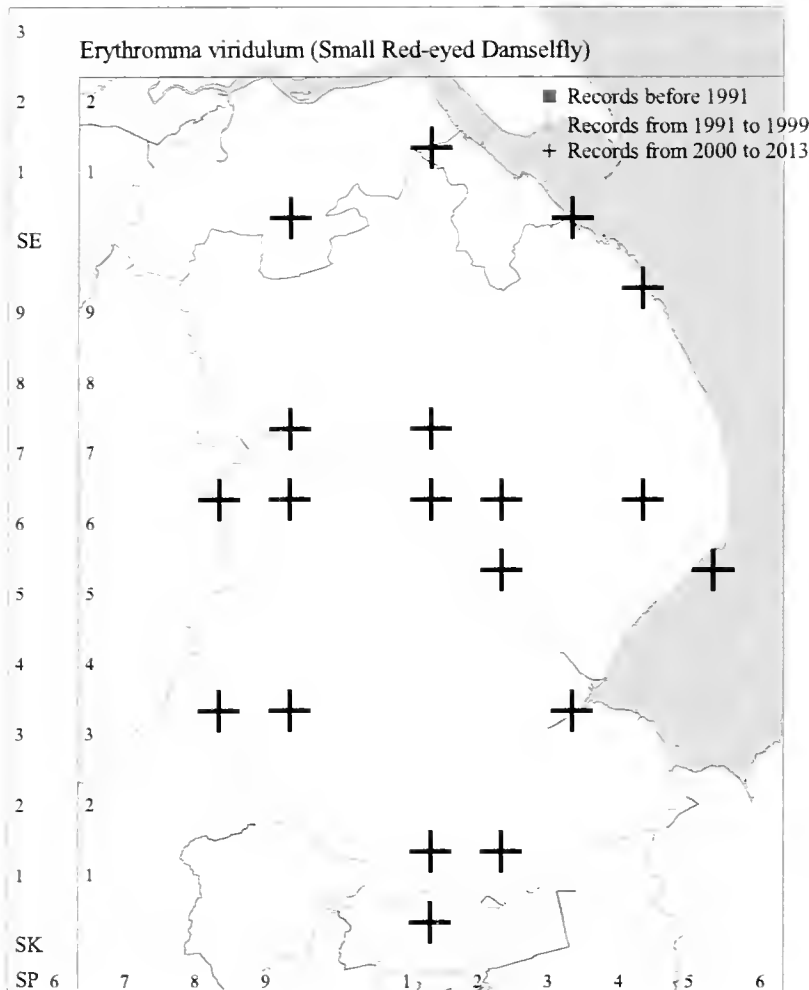 3
Erythromma viridulum (Small Red-eyed Damselfly)
2 2
Records before 1991
Records from 1991 to 1999
1 1
+ Records from 2000 to 2013
SE
9 9
8 8
7 7
6 6
5 5
4 4
3 3
2 2
1 1
SK
SP 6 7 8 9 1 2 3 4 5 6